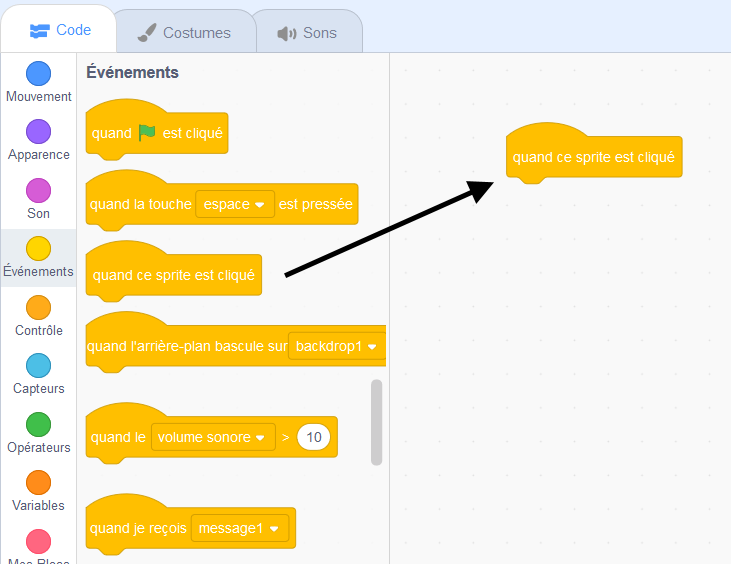 Code
Costumes
Sons
Mouvement
Apparence
Son
Événements
Contrôle
Capteurs
Opérateurs
Variables
Mes Blocs
Événements
quand est cliqué
quand la touche espace est pressée
quand ce sprite est cliqué
quand l'arrière-plan bascule sur backdrop1
quand le volume sonore > 10
quand je reçois message1
quand ce sprite est cliqué